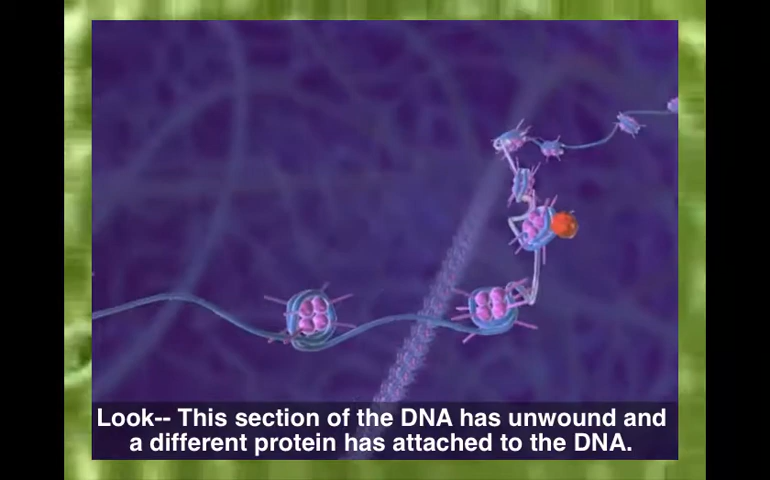 Look-- This section of the DNA has unwound and
a different protein has attached to the DNA.